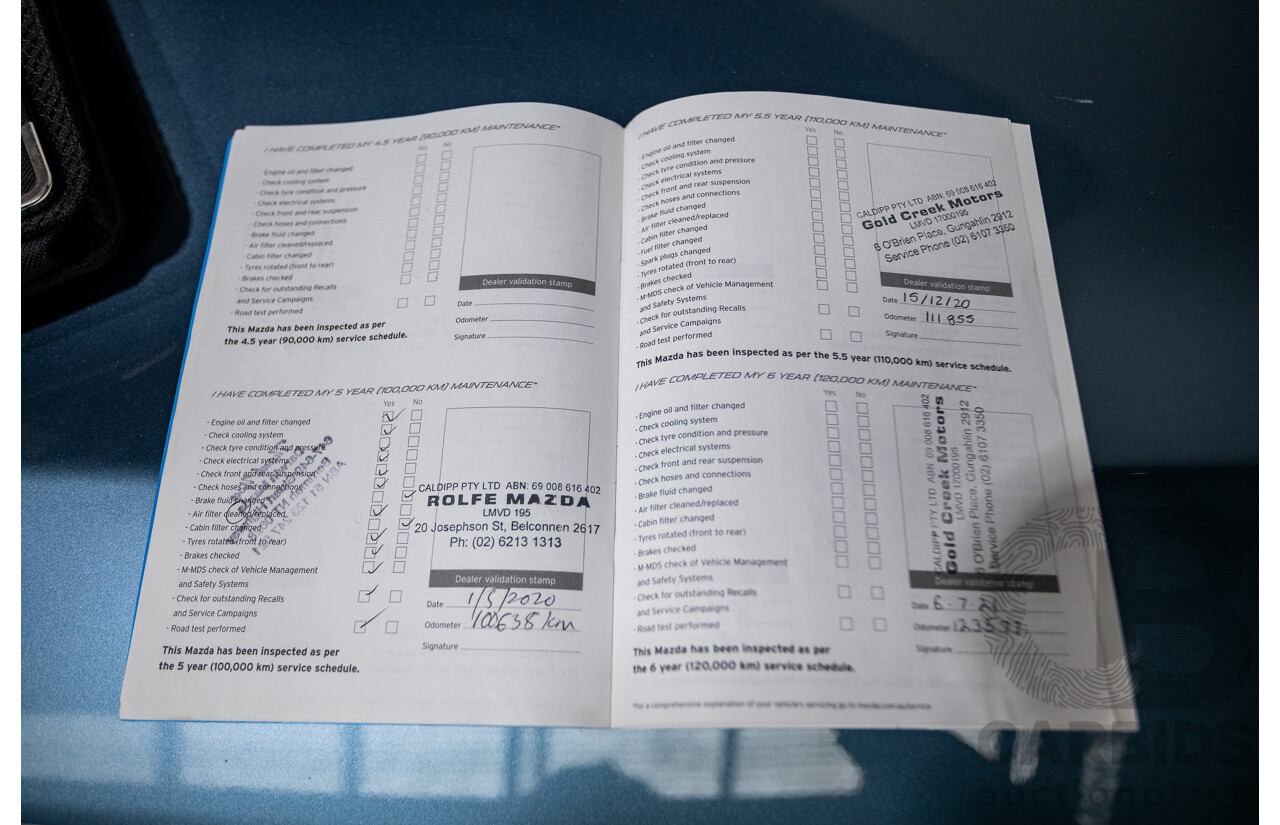 I HAVE COMPLETED MY 4.5 YEAR (90,000 KM) MAINTENANCE*
Yes No
- Engine oil and filter changed
- Check cooling system
- Check tyre condition and pressure
- Check electrical systems
- Check front and rear suspension
- Check hoses and connections
- Brake fluid changed
- Air filter cleaned/replaced
- Cabin filter changed
- Tyres rotated (front to rear)
- Brakes checked
- Check for outstanding Recalls
and Service Campaigns
- Road test performed
Dealer validation stamp
Date
Odometer
Signature
This Mazda has been inspected as per
the 4.5 year (90,000 km) service schedule.
I HAVE COMPLETED MY 5 YEAR (100,000 KM) MAINTENANCE*
Yes No
- Engine oil and filter changed
- Check cooling system
- Check tyre condition and pressure
- Check electrical systems
- Check front and rear suspension
- Check hoses and connections
- Brake fluid changed
- Air filter cleaned/replaced
- Cabin filter changed
- Tyres rotated (front to rear)
- Brakes checked
- M-MDS check of Vehicle Management
and Safety Systems
- Check for outstanding Recalls
and Service Campaigns
- Road test performed
CALDIPP PTY LTD ABN: 69 008 616 402
ROLFE MAZDA
LMVD 195
20 Josephson St, Belconnen 2617
Ph: (02) 6213 1313
Dealer validation stamp
Date 1/5/2020
Odometer 100638 km
Signature
This Mazda has been inspected as per
the 5 year (100,000 km) service schedule.
I HAVE COMPLETED MY 5.5 YEAR (110,000 KM) MAINTENANCE*
Yes No
- Engine oil and filter changed
- Check cooling system
- Check tyre condition and pressure
- Check electrical systems
- Check front and rear suspension
- Check hoses and connections
- Brake fluid changed
- Air filter cleaned/replaced
- Cabin filter changed
- Fuel filter changed
- Spark plugs changed
- Tyres rotated (front to rear)
- Brakes checked
- M-MDS check of Vehicle Management
and Safety Systems
- Check for outstanding Recalls
and Service Campaigns
- Road test performed
CALDIPP PTY LTD ABN: 69 008 616 402
Gold Creek Motors
LMVD 17000195
6 O'Brien Place, Gungahlin 2912
Service Phone (02) 6107 3350
Dealer validation stamp
Date 15/12/20
Odometer 111 855
Signature
This Mazda has been inspected as per the 5.5 year (110,000 km) service schedule.
I HAVE COMPLETED MY 6 YEAR (120,000 KM) MAINTENANCE*
Yes No
- Engine oil and filter changed
- Check cooling system
- Check tyre condition and pressure
- Check electrical systems
- Check front and rear suspension
- Check hoses and connections
- Brake fluid changed
- Air filter cleaned/replaced
- Cabin filter changed
- Tyres rotated (front to rear)
- Brakes checked
- M-MDS check of Vehicle Management
and Safety Systems
- Check for outstanding Recalls
and Service Campaigns
- Road test performed
CALDIPP PTY LTD ABN: 69 008 616 402
Gold Creek Motors
LMVD 17000195
6 O'Brien Place, Gungahlin 2912
Service Phone (02) 6107 3350
Dealer validation stamp
Date
Odometer
Signature
This Mazda has been inspected as per
the 6 year (120,000 km) service schedule.
*For a comprehensive explanation of your vehicle's servicing go to mazda.com.au/service
CARBIDS
auctionplace